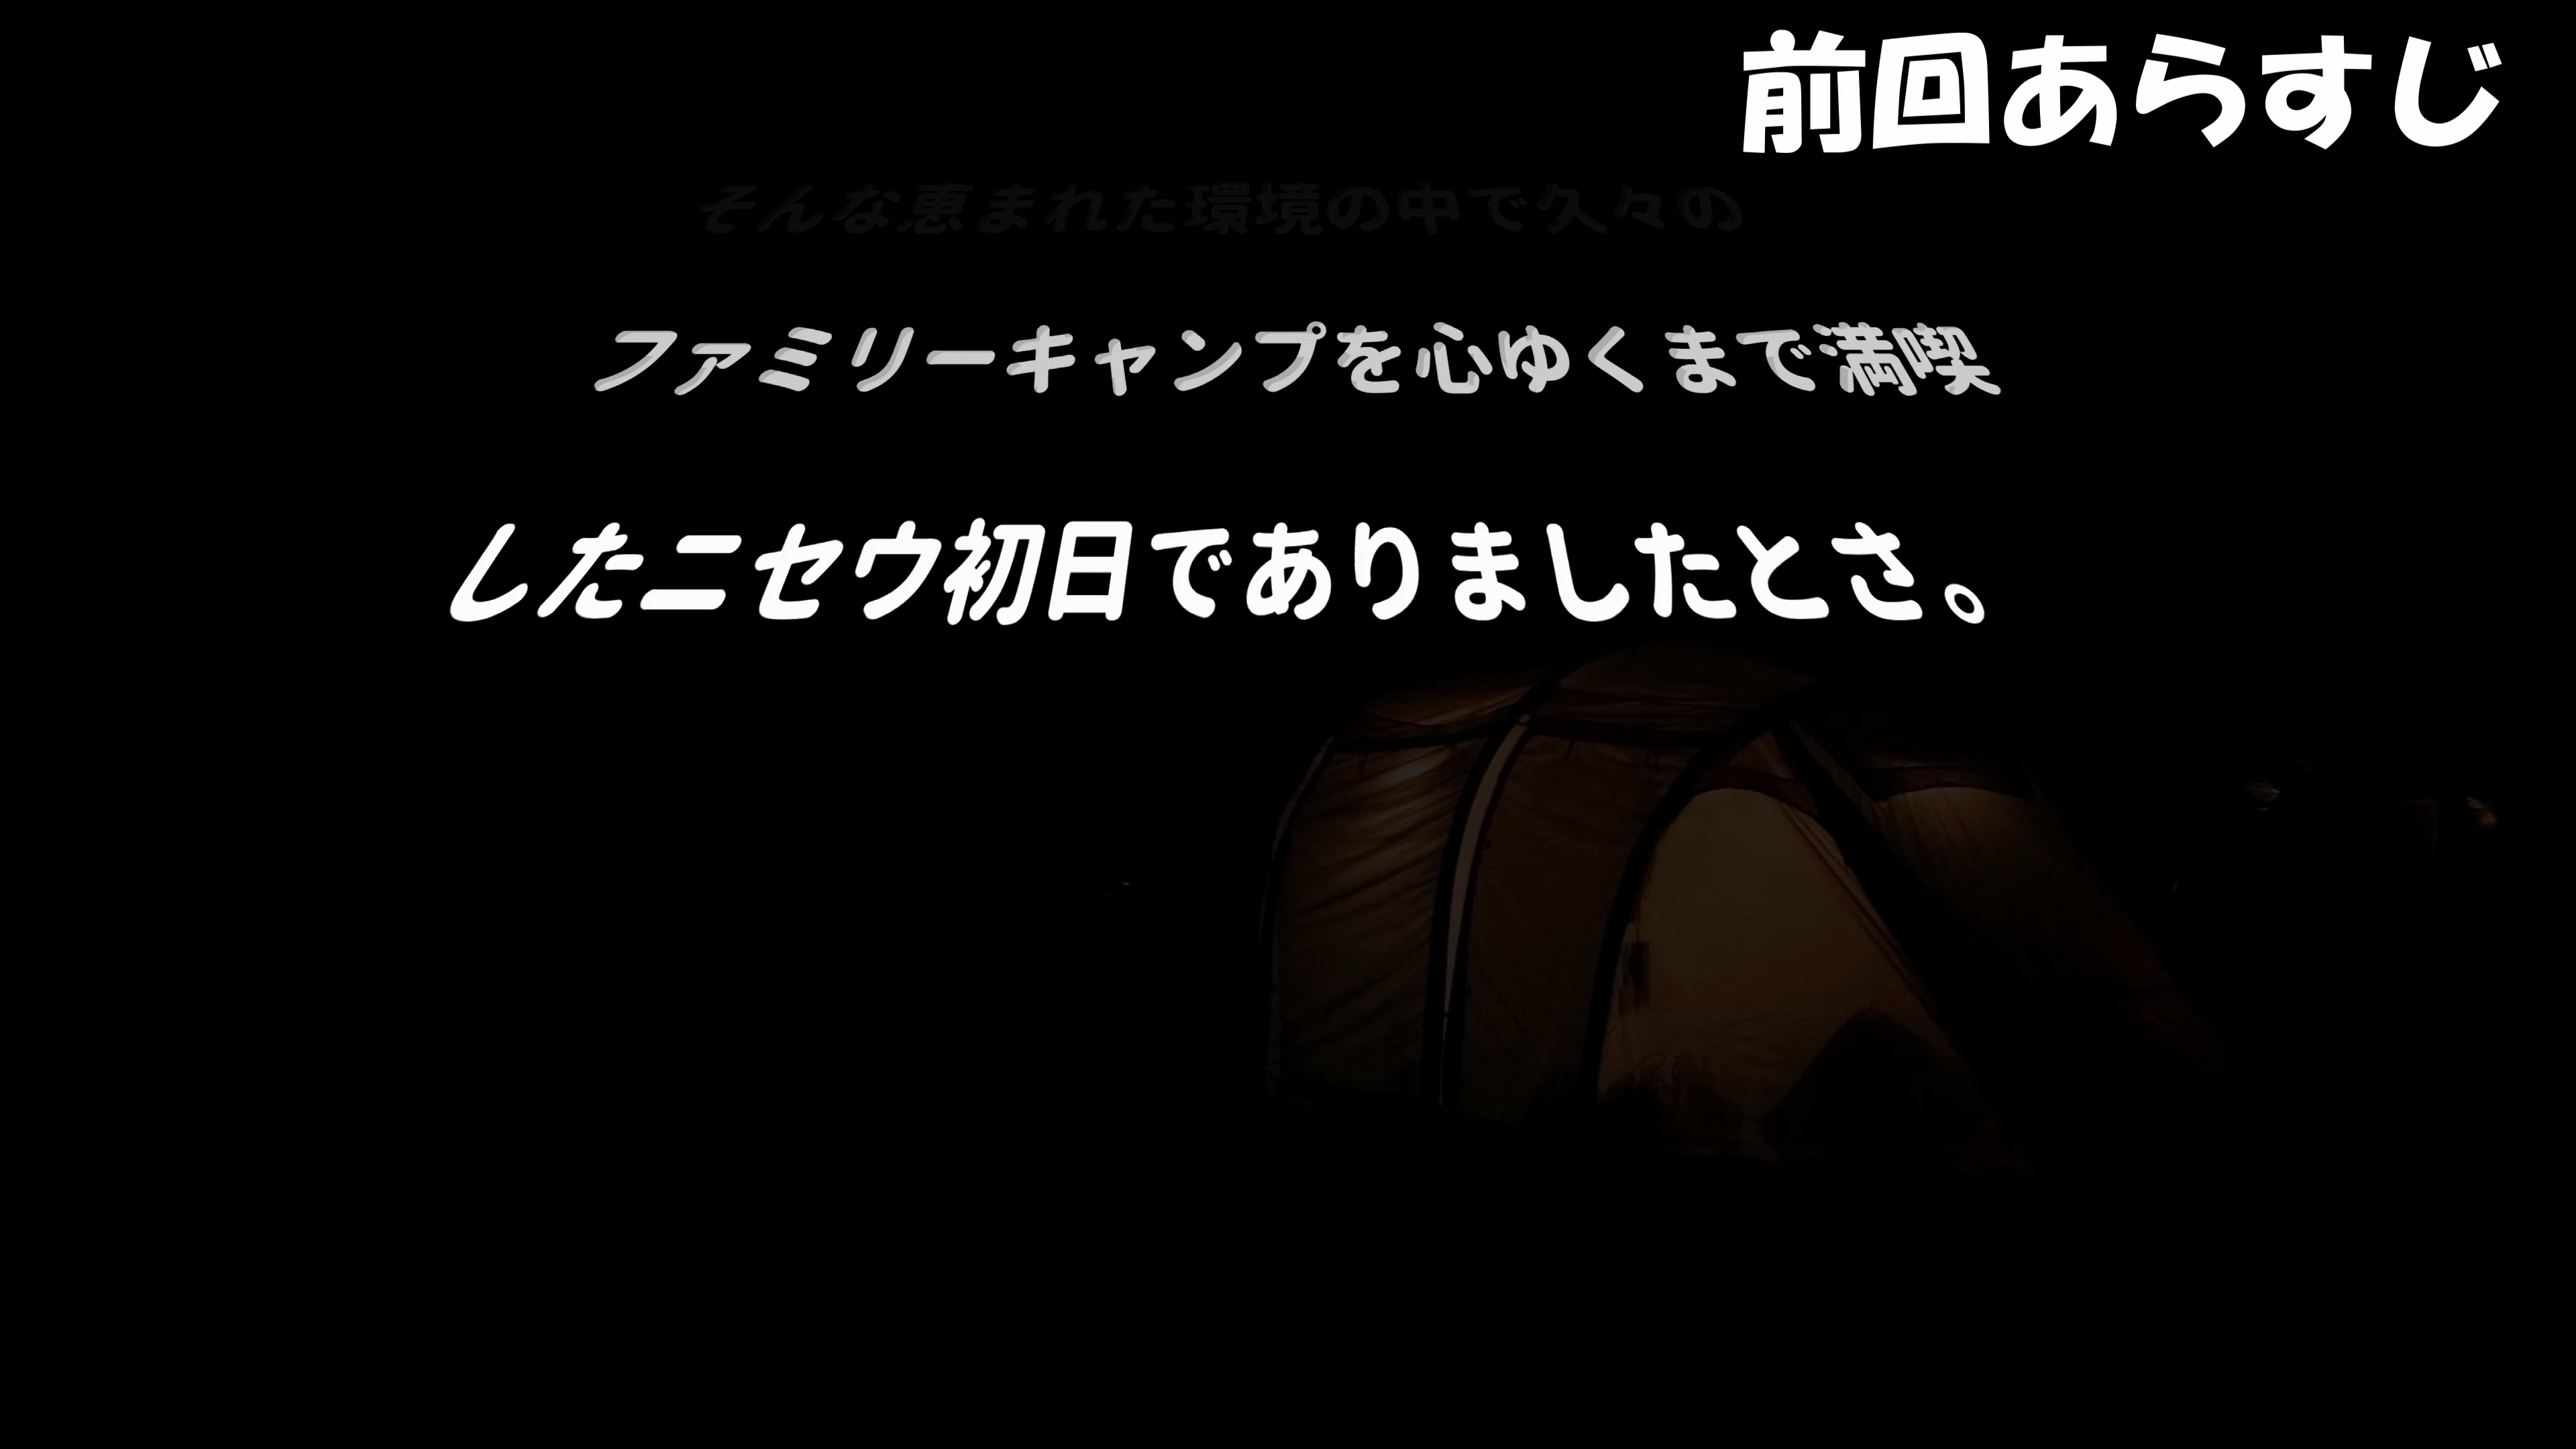 前回あらすじ
そんな恵まれた環境の中で久々の
ファミリーキャンプを心ゆくまで満喫
したニセウ初日でありましたとさ。